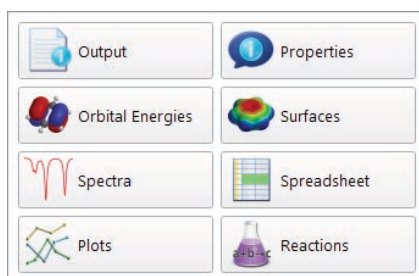 Output
Properties
Orbital Energies
Surfaces
Spectra
Spreadsheet
Plots
Reactions
a+b→c